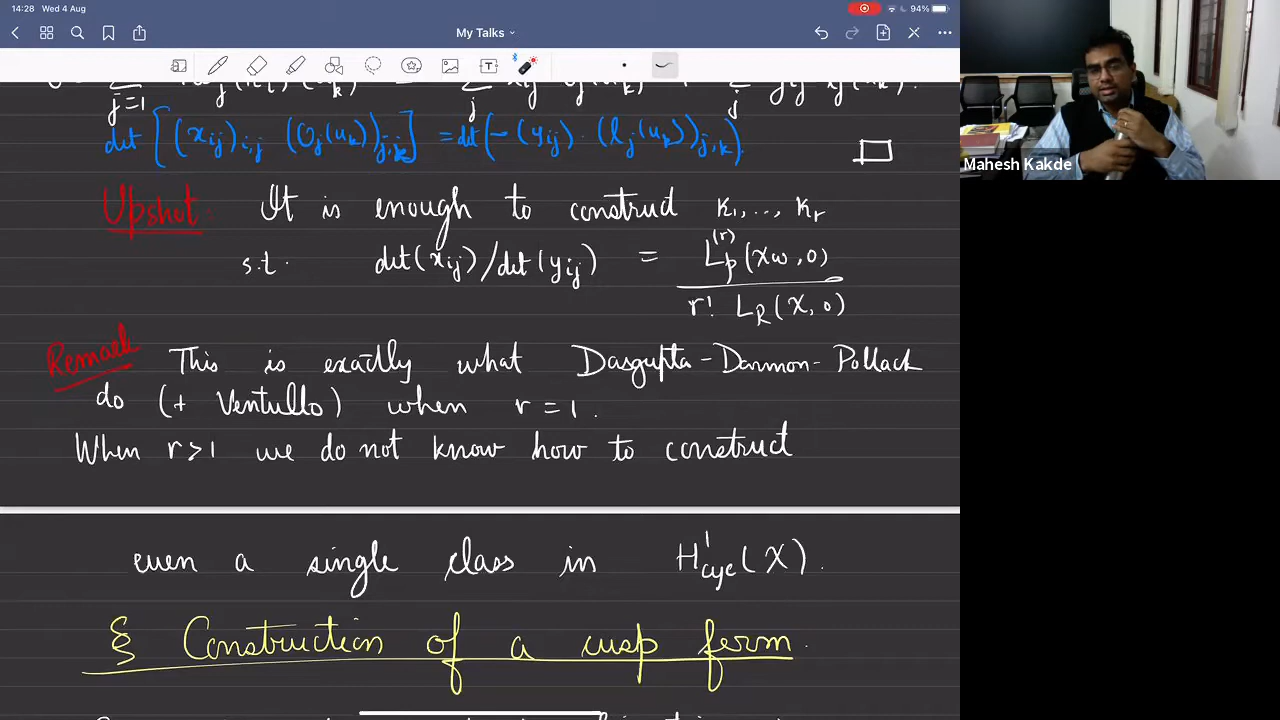 14:28 Wed 4 Aug
94%
My Talks
det [ (x_ij)_i,j (O_j(u_k))_j,k ] = det(-(y_ij) · (l_j(u_k))_j,k). □
Upshot: It is enough to construct κ_1, .., κ_r
s.t. det(x_ij)/det(y_ij) = L_p^(r)(χω, 0) / r! L_R(χ, 0)
Remark This is exactly what Dasgupta - Darmon - Pollack
do (+ Ventullo) when r = 1.
When r > 1 we do not know how to construct
even a single class in H^1_cyc(χ).
§ Construction of a cusp form.
Mahesh Kakde